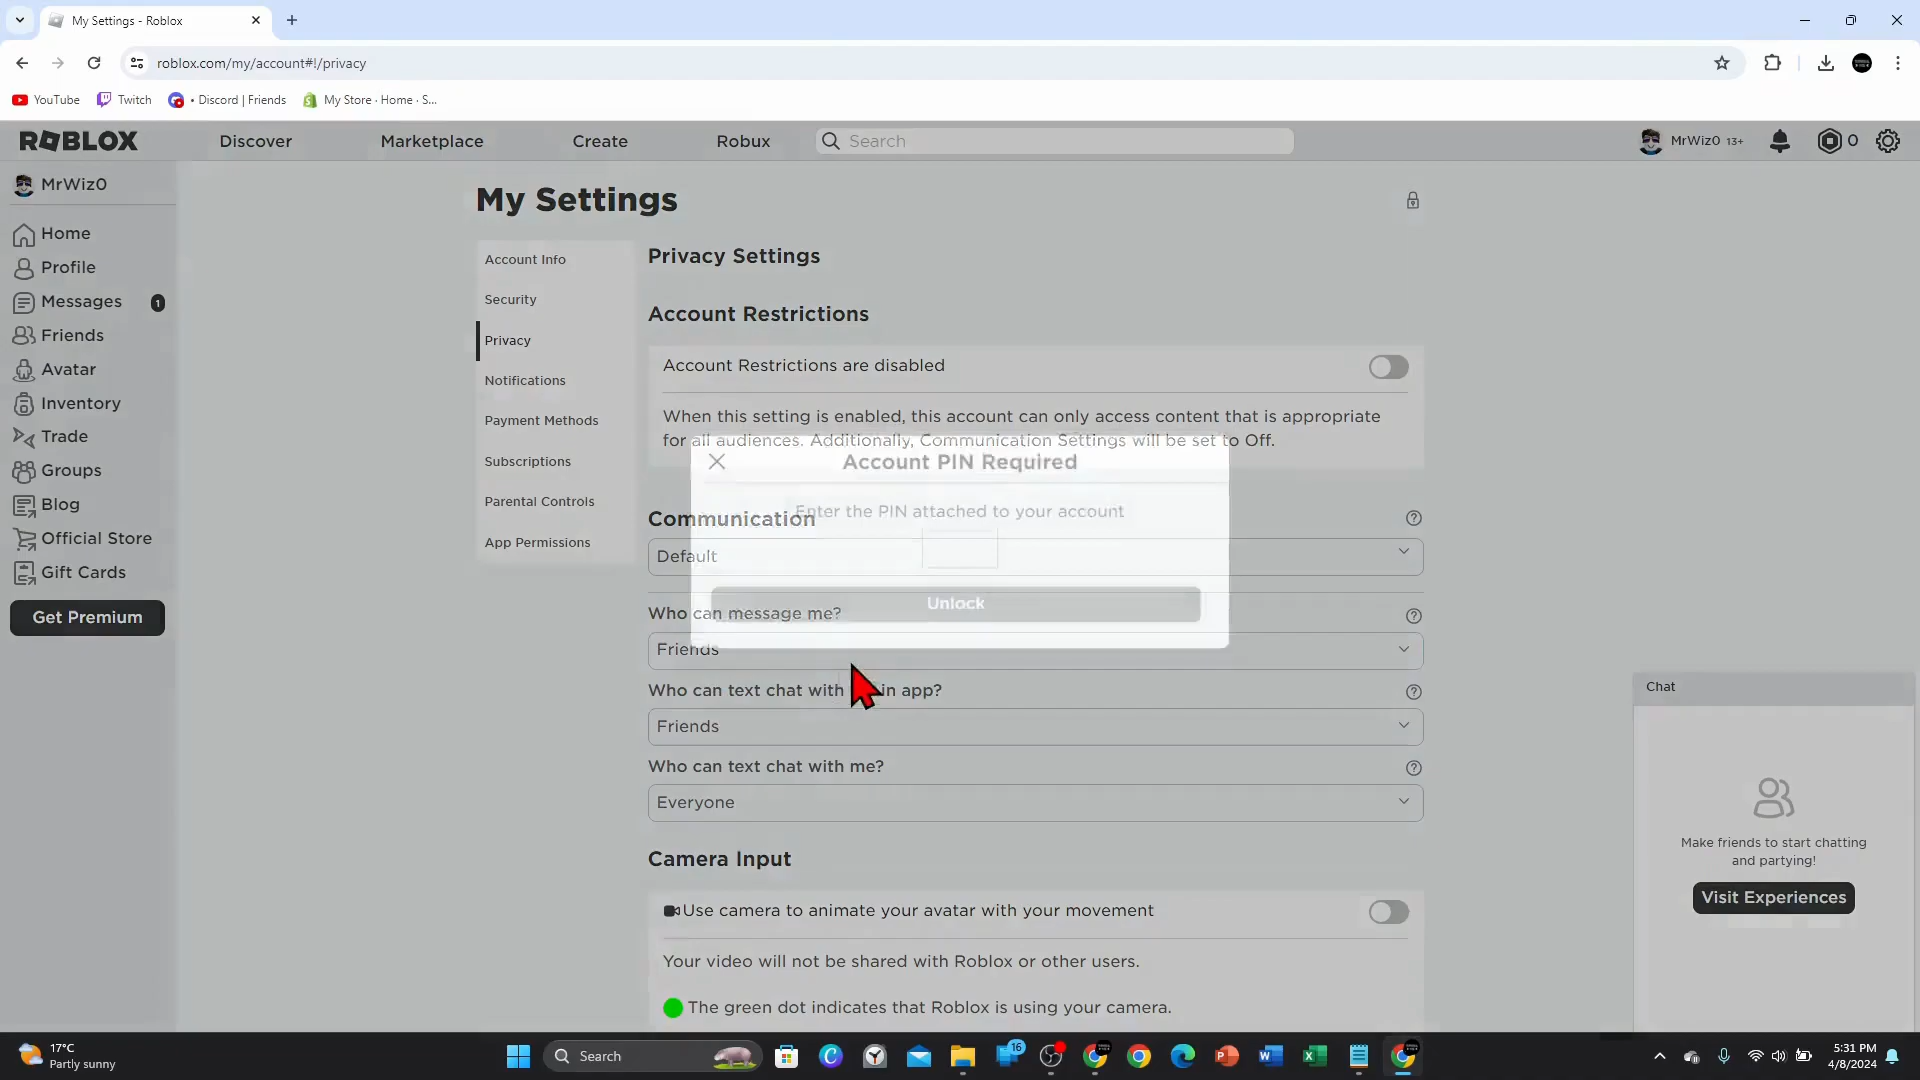 My Settings - Roblox
roblox.com/my/account#!/privacy
YouTube
Twitch
• Discord | Friends
My Store · Home · S...
ROBLOX
Discover
Marketplace
Create
Robux
Search
MrWiz0 13+
0
MrWiz0
Home
Profile
Messages
1
Friends
Avatar
Inventory
Trade
Groups
Blog
Official Store
Gift Cards
Get Premium
My Settings
Account Info
Security
Privacy
Notifications
Payment Methods
Subscriptions
Parental Controls
App Permissions
Privacy Settings
Account Restrictions
Account Restrictions are disabled
When this setting is enabled, this account can only access content that is appropriate
for all audiences. Additionally, Communication Settings will be set to Off.
Account PIN Required
Enter the PIN attached to your account
Unlock
Communication
Default
Who can message me?
Friends
Who can text chat with in app?
Friends
Who can text chat with me?
Everyone
Camera Input
Use camera to animate your avatar with your movement
Your video will not be shared with Roblox or other users.
The green dot indicates that Roblox is using your camera.
Chat
Make friends to start chatting
and partying!
Visit Experiences
17°C
Partly sunny
Search
16
5:31 PM
4/8/2024